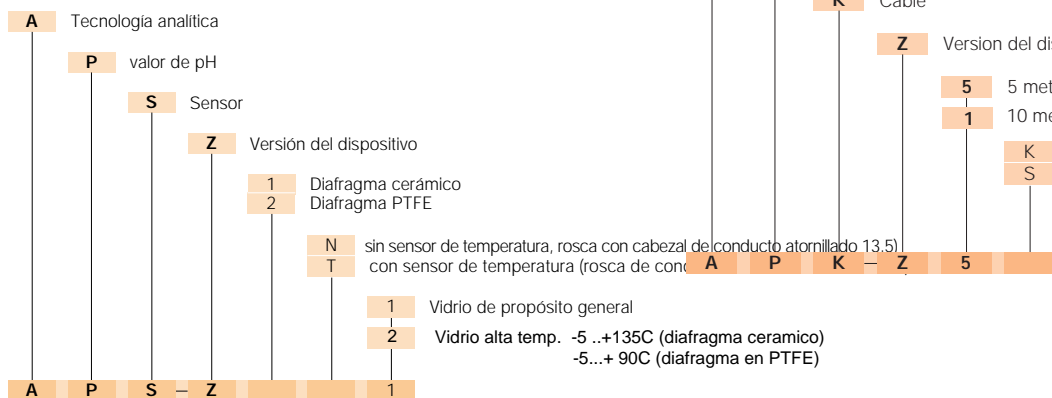 A Tecnología analítica
P valor de pH
S Sensor
Z Versión del dispositivo
1 Diafragma cerámico
2 Diafragma PTFE
N sin sensor de temperatura, rosca con cabezal de conducto atornillado 13.5)
T con sensor de temperatura (rosca de con
1 Vidrio de propósito general
2 Vidrio alta temp. -5 ..+135C (diafragma ceramico)
-5...+ 90C (diafragma en PTFE)
A P S – Z 1
K Cable
Z Version del di
5 5 met
1 10 me
K
S
A P K – Z 5